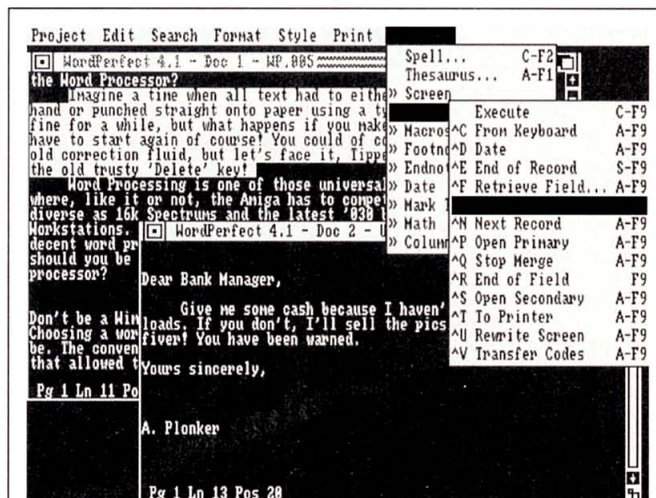 Project Edit Search Format Style Print
WordPerfect 4.1 - Doc 1 - WP.005
the Word Processor?
Imagine a time when all text had to eithe
hand or punched straight onto paper using a ty
fine for a while, but what happens if you make
have to start again of course! You could of co
old correction fluid, but let's face it, Tippe
the old trusty 'Delete' key!
Word Processing is one of those universal
where, like it or not, the Amiga has to compet
diverse as 16k Spectrums and the latest '030 b
Workstations.
decent word pr
should you be
processor?
Don't be a Wim
Choosing a wor
be. The conven
that allowed t
Pg 1 Ln 11 Po
Spell... C-F2
Thesaurus... A-F1
» Screen
» Macros
» Footno
» Endnot
» Date
» Mark
» Math
» Column
Execute C-F9
^C From Keyboard A-F9
^D Date A-F9
^E End of Record S-F9
^F Retrieve Field... A-F9
^N Next Record A-F9
^P Open Primary A-F9
^Q Stop Merge A-F9
^R End of Field F9
^S Open Secondary A-F9
^T To Printer A-F9
^U Rewrite Screen A-F9
^V Transfer Codes A-F9
WordPerfect 4.1 - Doc 2 - U
Dear Bank Manager,
Give me some cash because I haven'
loads. If you don't, I'll sell the pics
fiver! You have been warned.
Yours sincerely,
A. Plonker
Pg 1 Ln 13 Pos 20